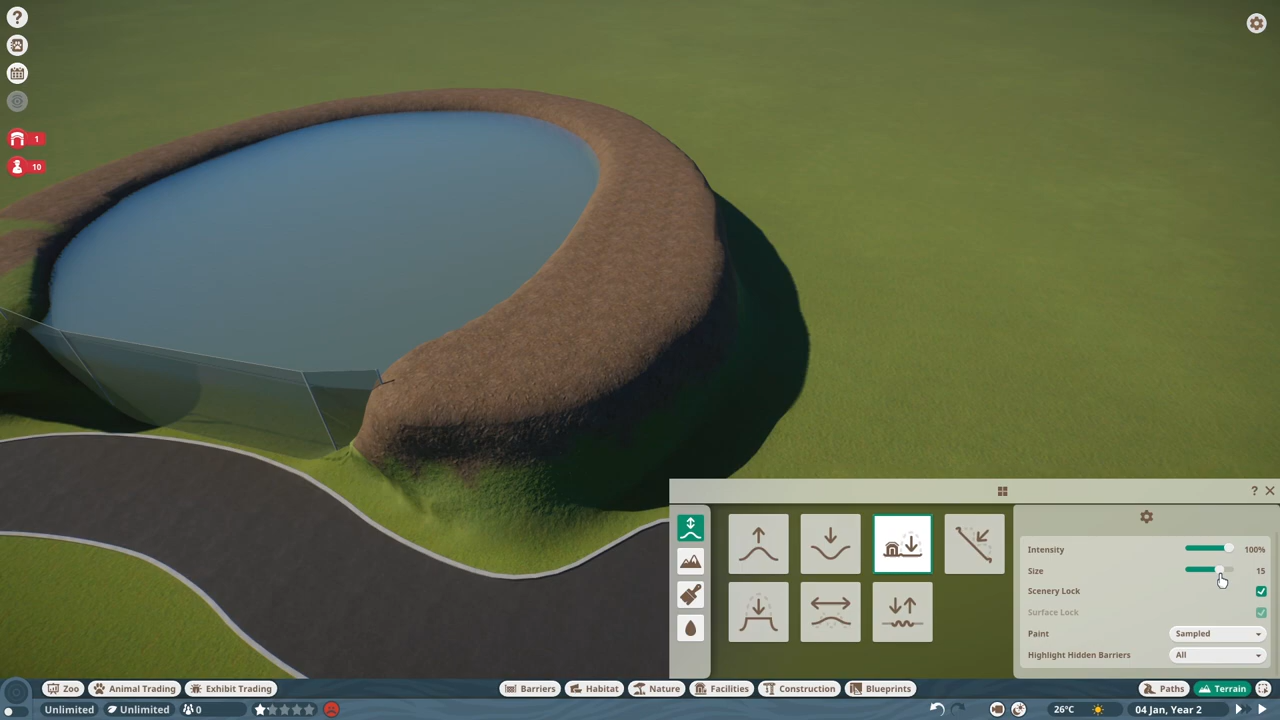 ?
1
10
?
Intensity 100%
Size 15
Scenery Lock
Surface Lock
Paint Sampled
Highlight Hidden Barriers All
Zoo Animal Trading Exhibit Trading Barriers Habitat Nature Facilities Construction Blueprints Paths Terrain
Unlimited Unlimited 0 26°C 04 Jan, Year 2